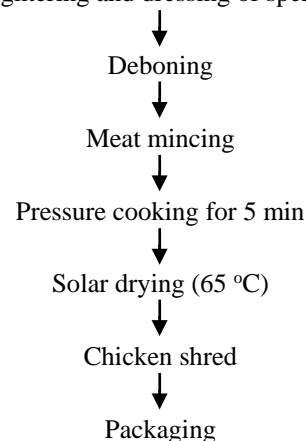 and dressing of
Deboning
Meat mincing
Pressure cooking for 5 min
Solar drying (65 °C)
Chicken shred
Packaging